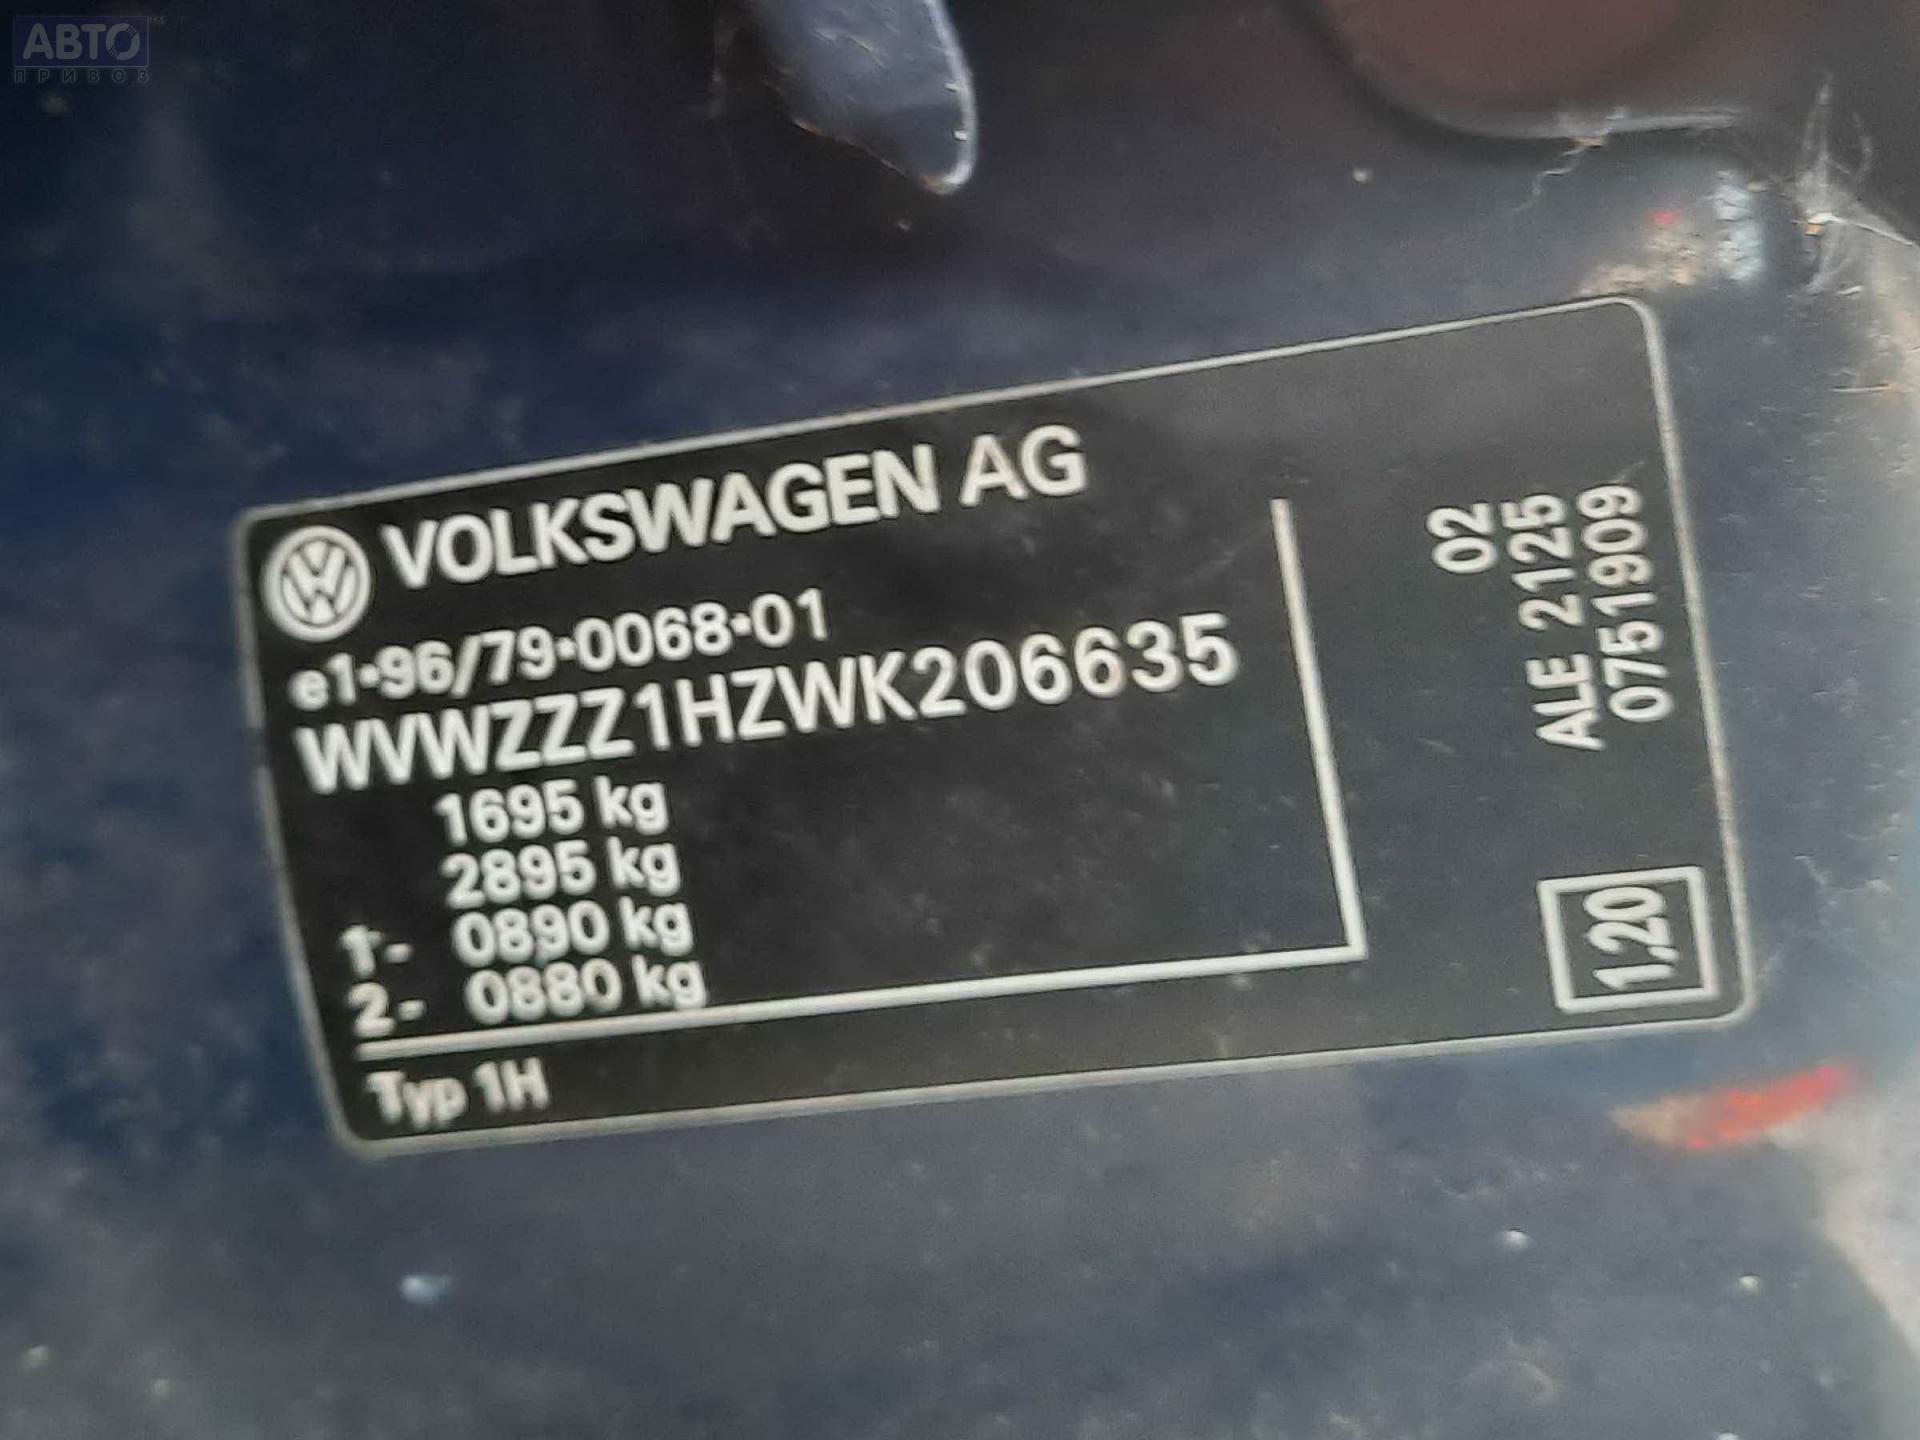 АВТО
ПРИВОЗ
VOLKSWAGEN AG
e1*96/79*0068*01
WVWZZZ1HZWK206635
1695 kg
2895 kg
1- 0890 kg
2- 0880 kg
Typ 1H
02
ALE 2125
0751909
1,20